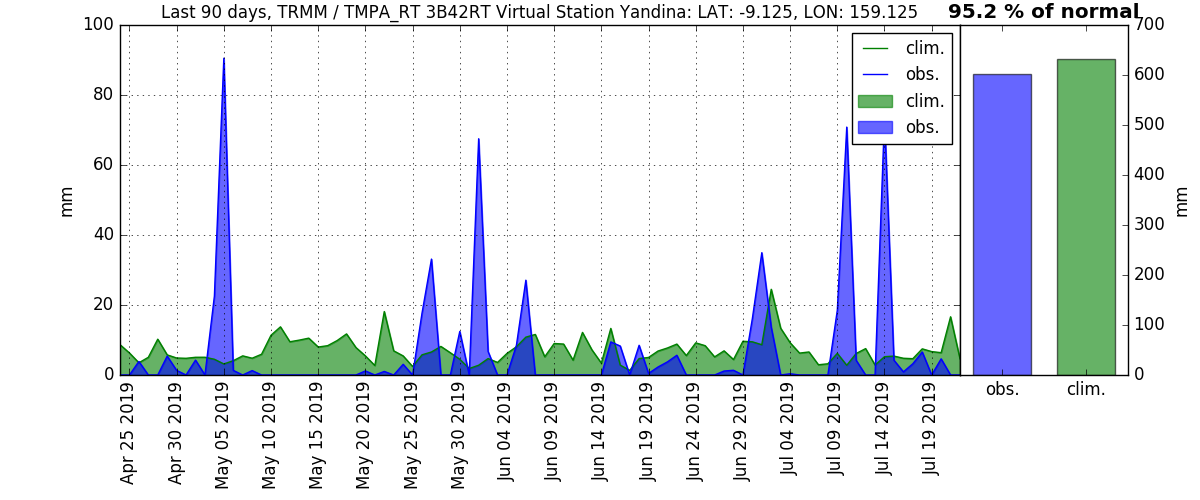 Last 90 days, TRMM / TMPA_RT 3B42RT Virtual Station Yandina: LAT: -9.125, LON: 159.125
95.2 % of normal
100
80
60
40
20
0
mm
clim.
obs.
clim.
obs.
700
600
500
400
300
200
100
0
mm
obs.
clim.
Apr 25 2019
Apr 30 2019
May 05 2019
May 10 2019
May 15 2019
May 20 2019
May 25 2019
May 30 2019
Jun 04 2019
Jun 09 2019
Jun 14 2019
Jun 19 2019
Jun 24 2019
Jun 29 2019
Jul 04 2019
Jul 09 2019
Jul 14 2019
Jul 19 2019